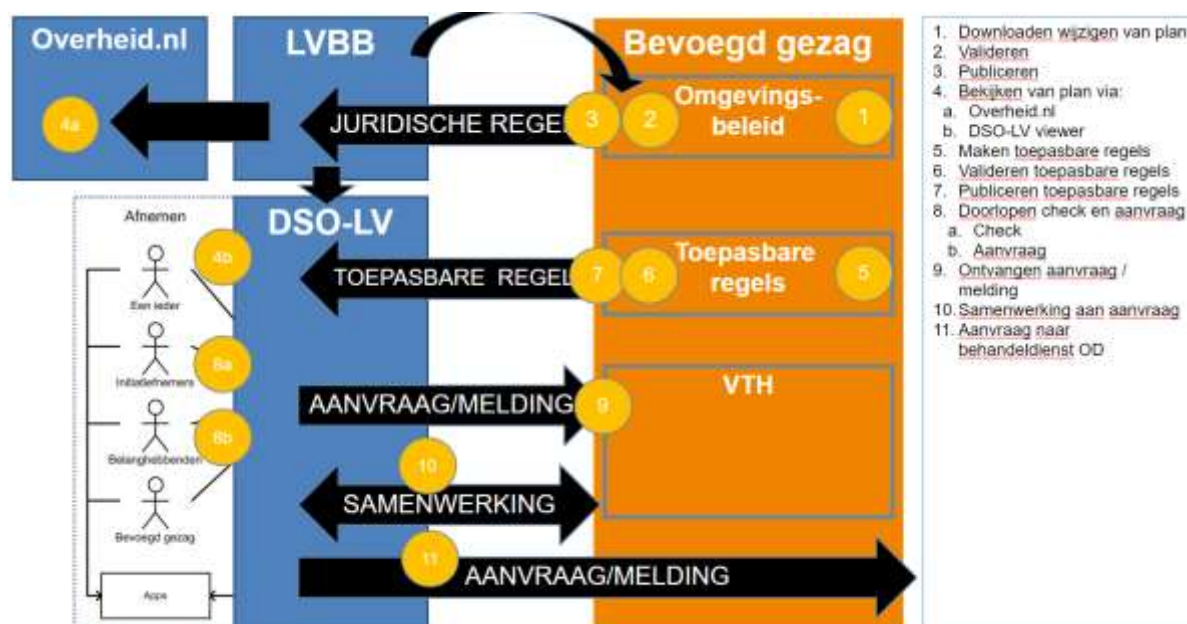 Overheid.nl
4a
LVBB
Bevoegd gezag
Omgevings-
beleid
JURIDISCHE REGE
3
2
1
Afnemen
DSO-LV
4b
Een ieder
TOEPASBARE REGEL
7
6
Toepasbare
regels
5
8a
Initiatiefnemers
AANVRAAG/MELDING
9
VTH
8b
Belanghebbenden
10
SAMENWERKING
Bevoegd gezag
11
AANVRAAG/MELDING
Apps
1. Downloaden wijzigen van plan
2. Valideren
3. Publiceren
4. Bekijken van plan via:
a. Overheid.nl
b. DSO-LV viewer
5. Maken toepasbare regels
6. Valideren toepasbare regels
7. Publiceren toepasbare regels
8. Doorlopen check en aanvraag
a. Check
b. Aanvraag
9. Ontvangen aanvraag /
melding
10. Samenwerking aan aanvraag
11. Aanvraag naar
behandeldienst OD